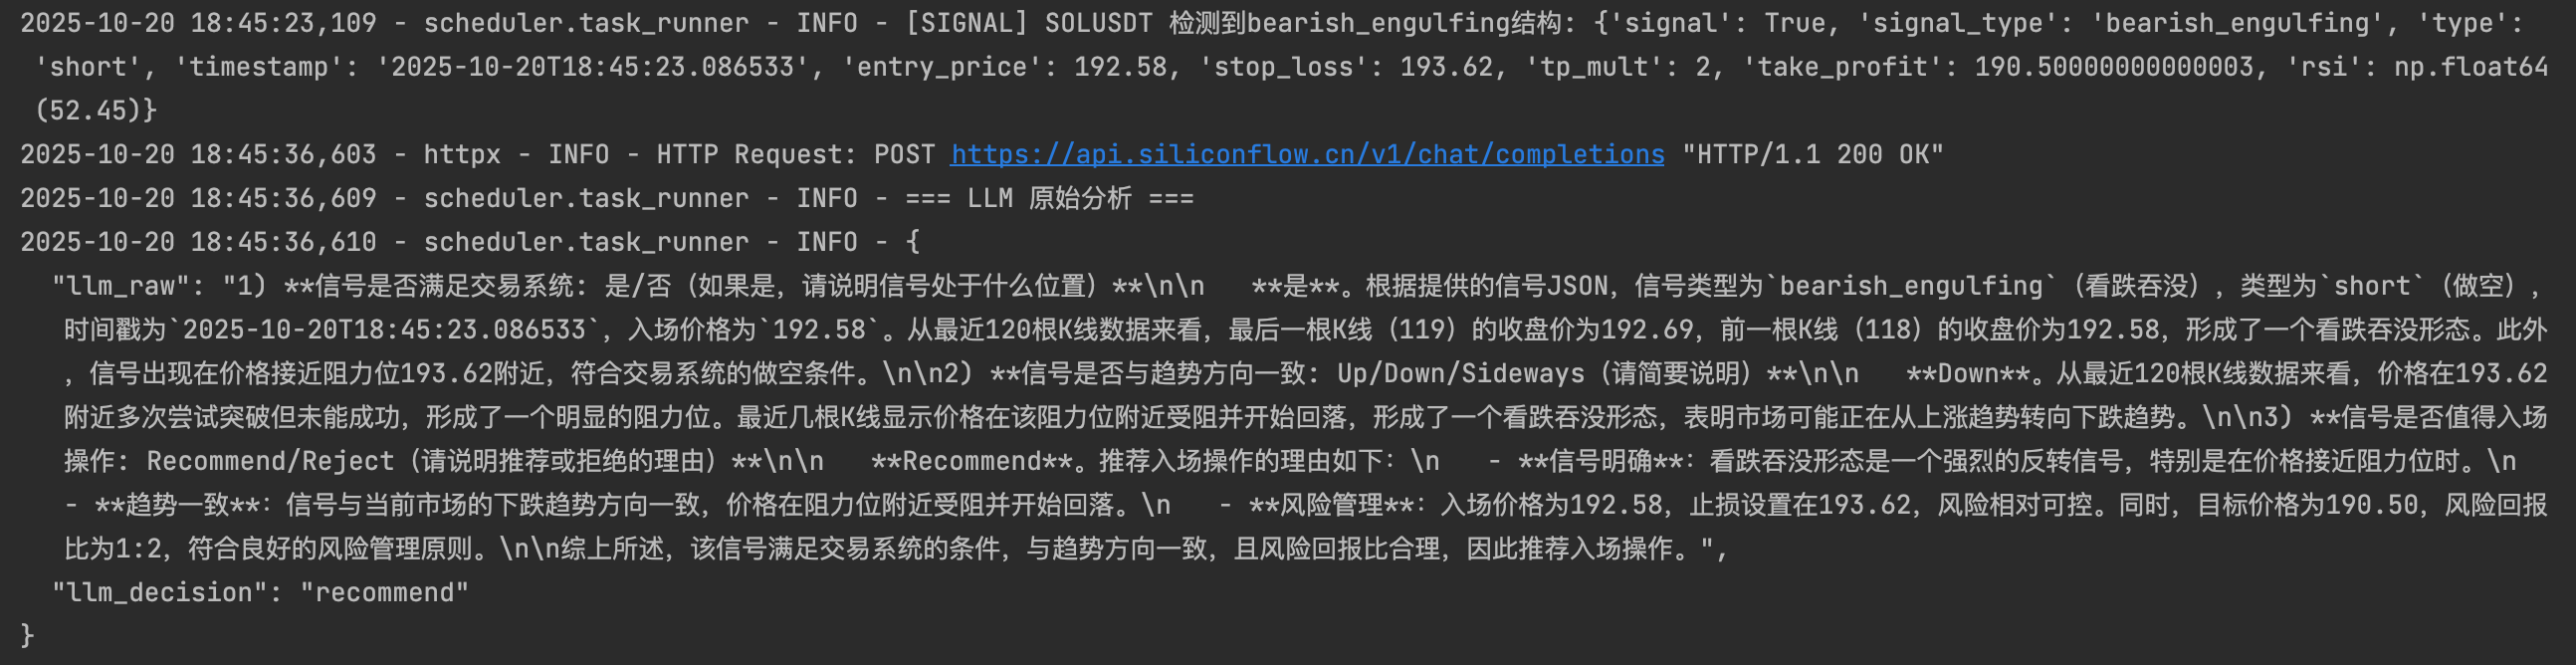 2025-10-20 18:45:23,109 - scheduler.task_runner - INFO - [SIGNAL] SOLUSDT 检测到bearish_engulfing结构: {'signal': True, 'signal_type': 'bearish_engulfing', 'type':
'short', 'timestamp': '2025-10-20T18:45:23.086533', 'entry_price': 192.58, 'stop_loss': 193.62, 'tp_mult': 2, 'take_profit': 190.50000000000003, 'rsi': np.float64
(52.45)}
2025-10-20 18:45:36,603 - httpx - INFO - HTTP Request: POST https://api.siliconflow.cn/v1/chat/completions "HTTP/1.1 200 OK"
2025-10-20 18:45:36,609 - scheduler.task_runner - INFO - === LLM 原始分析 ===
2025-10-20 18:45:36,610 - scheduler.task_runner - INFO - {
"llm_raw": "1) **信号是否满足交易系统: 是/否（如果是，请说明信号处于什么位置）**\n\n   **是**。根据提供的信号JSON，信号类型为`bearish_engulfing`（看跌吞没），类型为`short`（做空），
时间戳为`2025-10-20T18:45:23.086533`，入场价格为`192.58`。从最近120根K线数据来看，最后一根K线（119）的收盘价为192.69，前一根K线（118）的收盘价为192.58，形成了一个看跌吞没形态。此外
，信号出现在价格接近阻力位193.62附近，符合交易系统的做空条件。\n\n2) **信号是否与趋势方向一致: Up/Down/Sideways（请简要说明）**\n\n   **Down**。从最近120根K线数据来看，价格在193.62
附近多次尝试突破但未能成功，形成了一个明显的阻力位。最近几根K线显示价格在该阻力位附近受阻并开始回落，形成了一个看跌吞没形态，表明市场可能正在从上涨趋势转向下跌趋势。\n\n3) **信号是否值得入场
操作: Recommend/Reject（请说明推荐或拒绝的理由）**\n\n   **Recommend**。推荐入场操作的理由如下：\n   - **信号明确**：看跌吞没形态是一个强烈的反转信号，特别是在价格接近阻力位时。\n
- **趋势一致**：信号与当前市场的下跌趋势方向一致，价格在阻力位附近受阻并开始回落。\n   - **风险管理**：入场价格为192.58，止损设置在193.62，风险相对可控。同时，目标价格为190.50，风险回报
比为1:2，符合良好的风险管理原则。\n\n综上所述，该信号满足交易系统的条件，与趋势方向一致，且风险回报比合理，因此推荐入场操作。",
"llm_decision": "recommend"
}